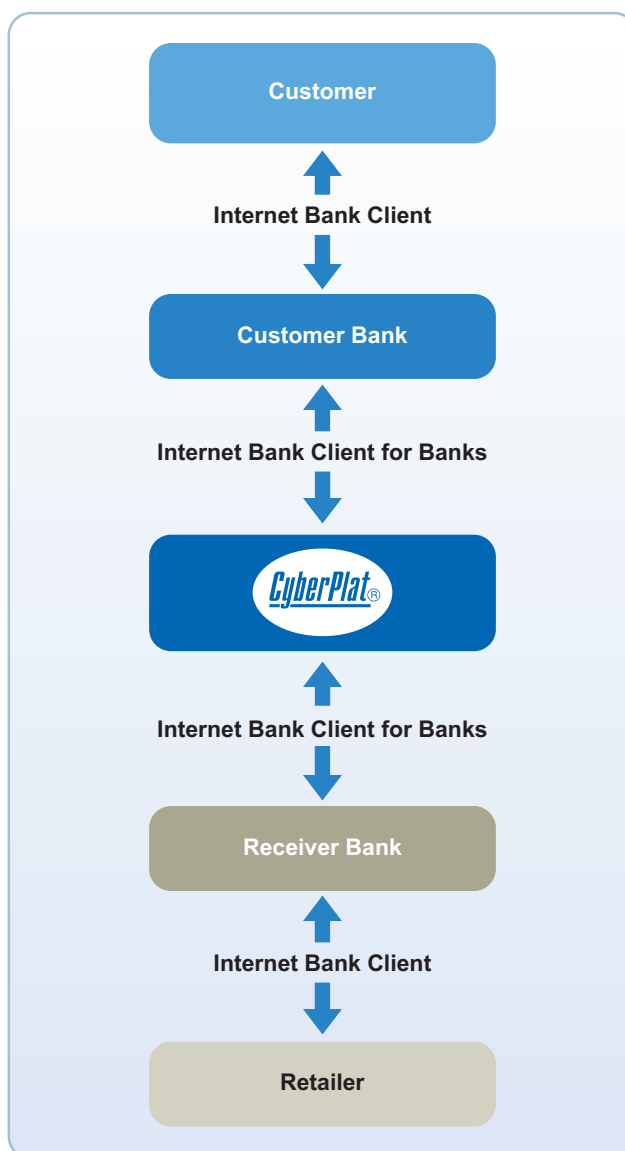 Customer
Internet Bank Client
Customer Bank
Internet Bank Client for Banks
CyberPlat®
Internet Bank Client for Banks
Receiver Bank
Internet Bank Client
Retailer